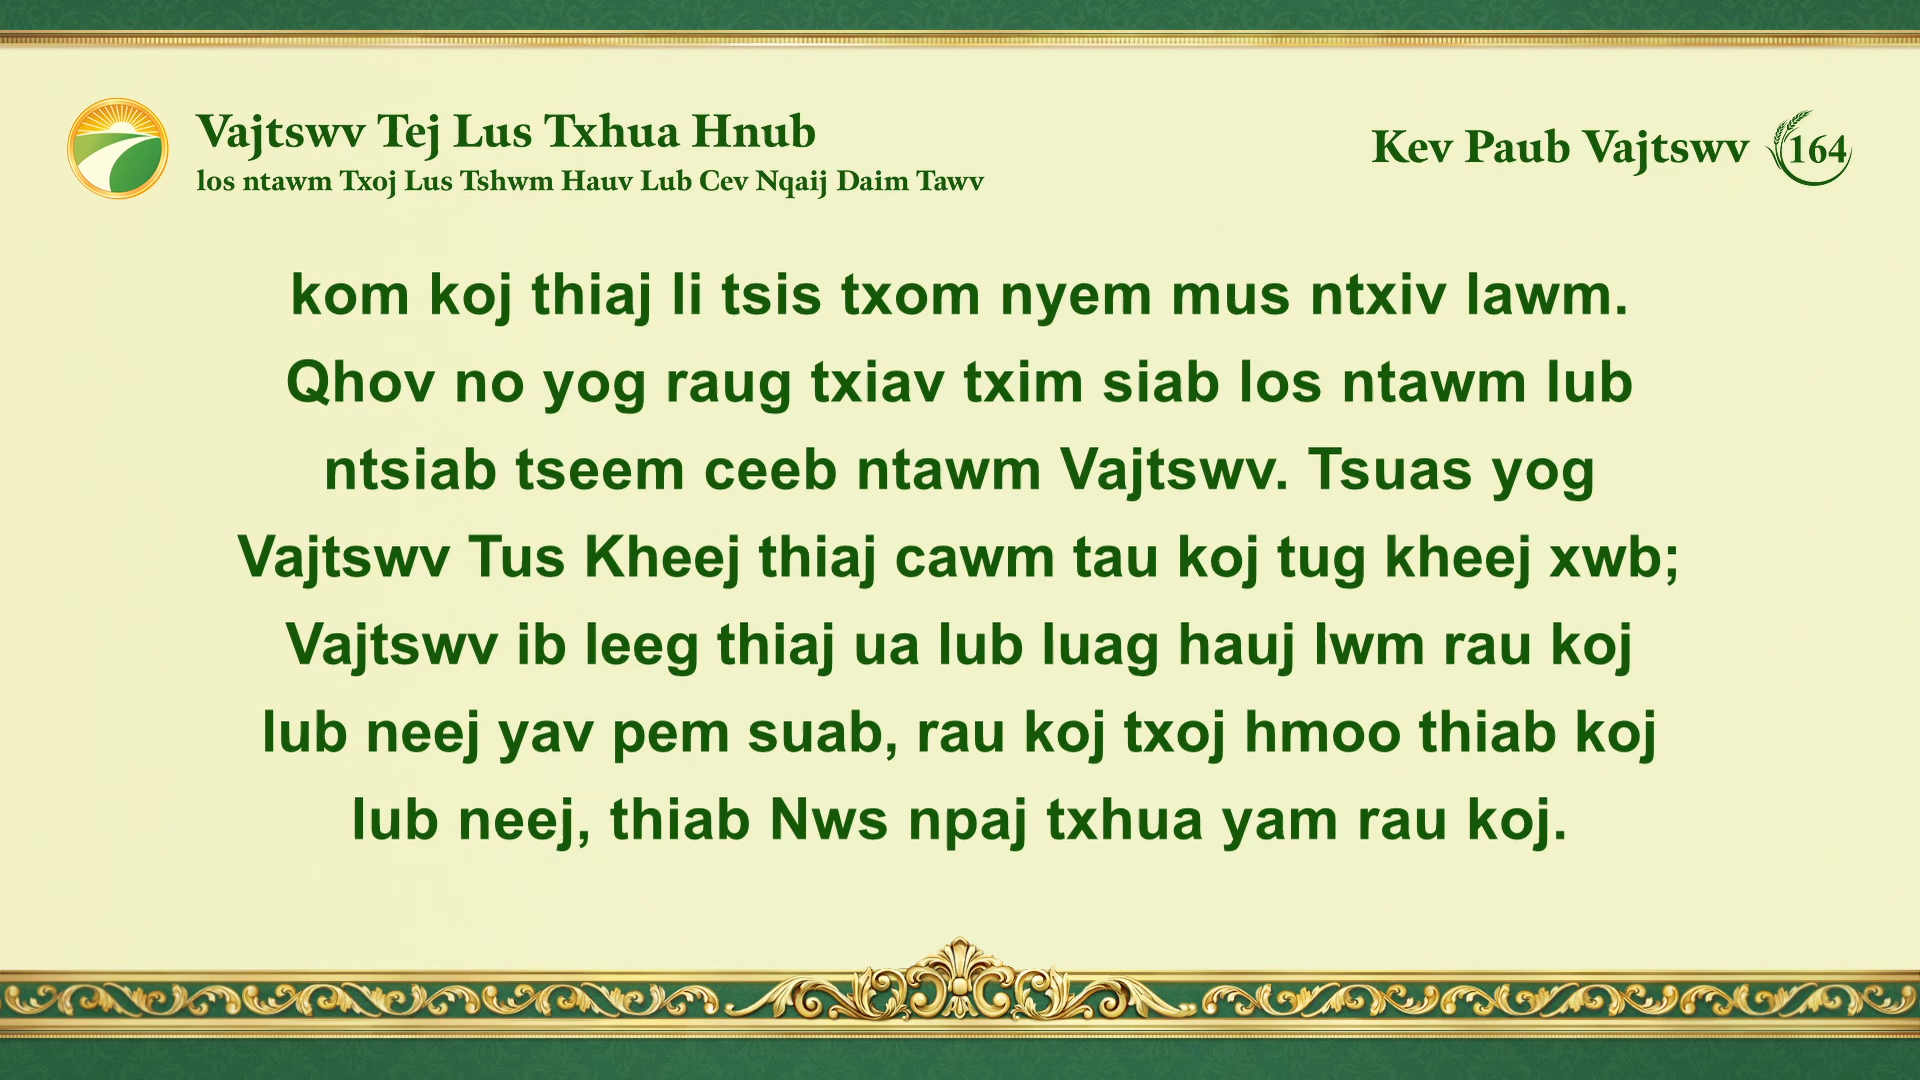 Vajtswv Tej Lus Txhua Hnub
los ntawm Txoj Lus Tshwm Hauv Lub Cev Nqaij Daim Tawv
Kev Paub Vajtswv 164
kom koj thiaj li tsis txom nyem mus ntxiv lawm.
Qhov no yog raug txiav txim siab los ntawm lub
ntsiab tseem ceeb ntawm Vajtswv. Tsuas yog
Vajtswv Tus Kheej thiaj cawm tau koj tug kheej xwb;
Vajtswv ib leeg thiaj ua lub luag hauj lwm rau koj
lub neej yav pem suab, rau koj txoj hmoo thiab koj
lub neej, thiab Nws npaj txhua yam rau koj.